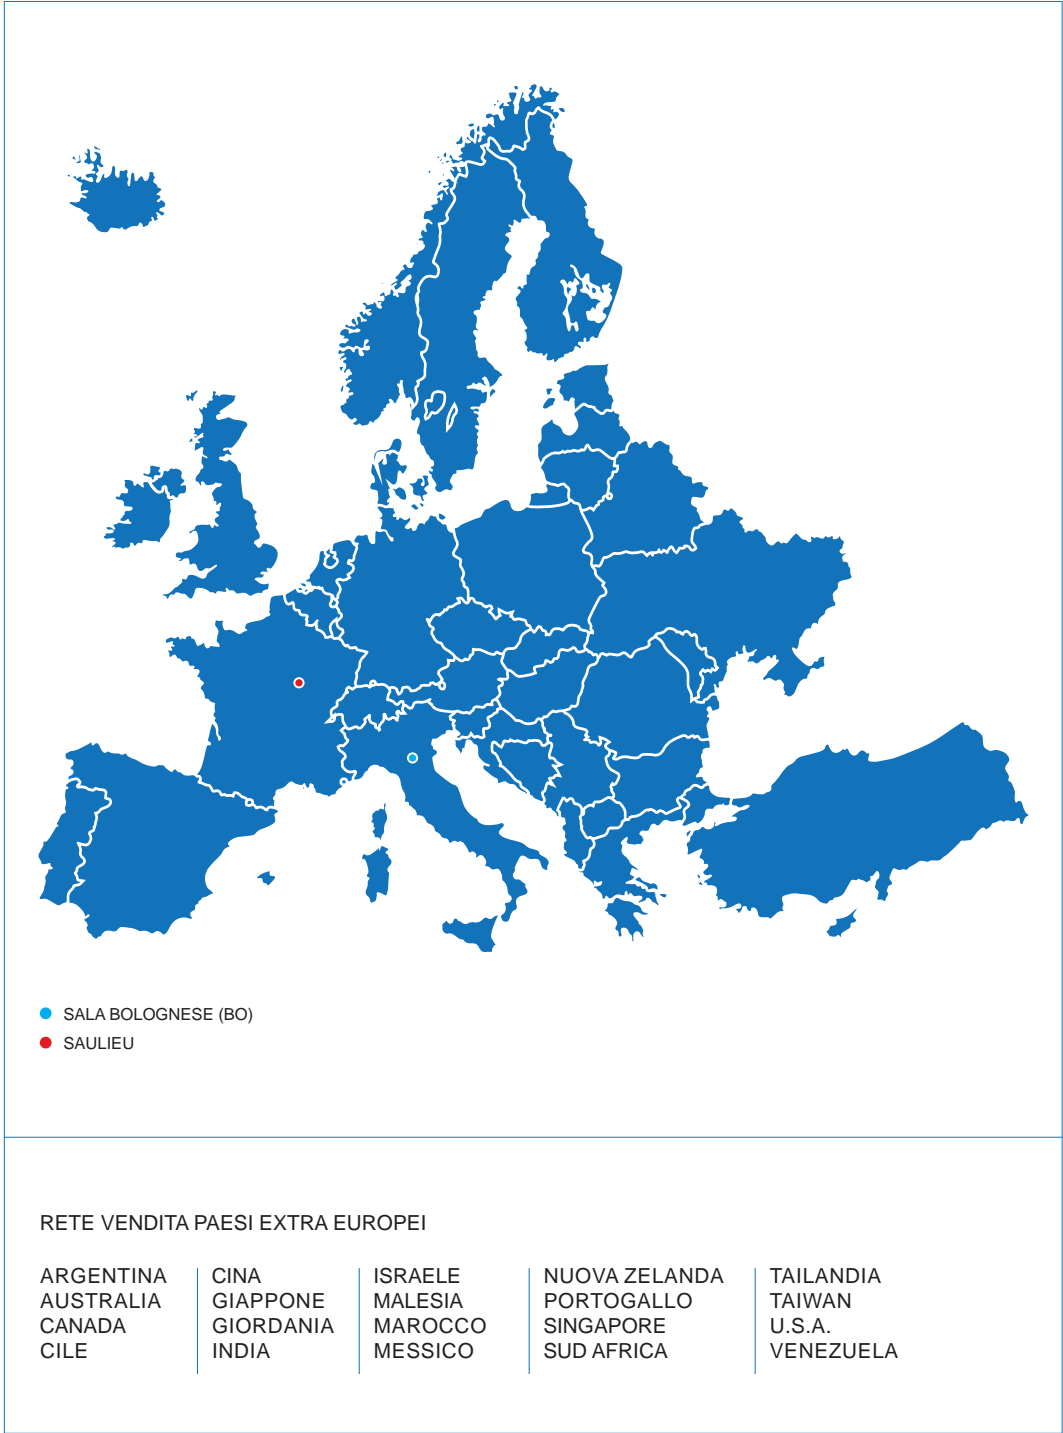 SALA BOLOGNESE (BO)
SAULIEU
RETE VENDITA PAESI EXTRA EUROPEI
ARGENTINA
AUSTRALIA
CANADA
CILE
CINA
GIAPPONE
GIORDANIA
INDIA
ISRAELE
MALESIA
MAROCCO
MESSICO
NUOVA ZELANDA
PORTOGALLO
SINGAPORE
SUD AFRICA
TAILANDIA
TAIWAN
U.S.A.
VENEZUELA